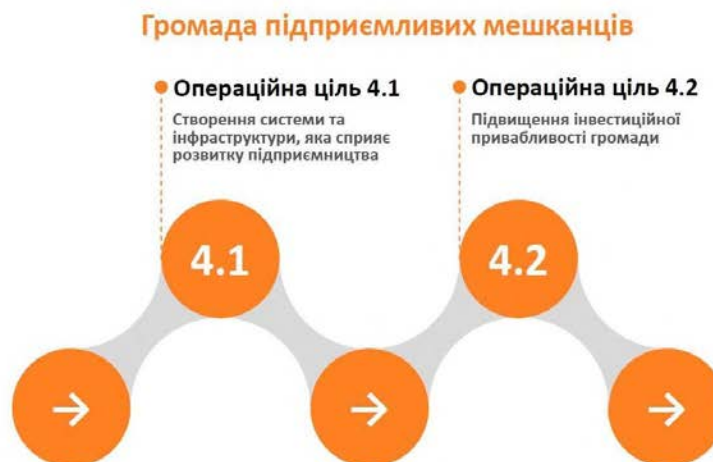 Громада підприємливих мешканців
Операційна ціль 4.1
Створення системи та
інфраструктури, яка сприяє
розвитку підприємництва
Операційна ціль 4.2
Підвищення інвестиційної
привабливості громади
4.1
4.2